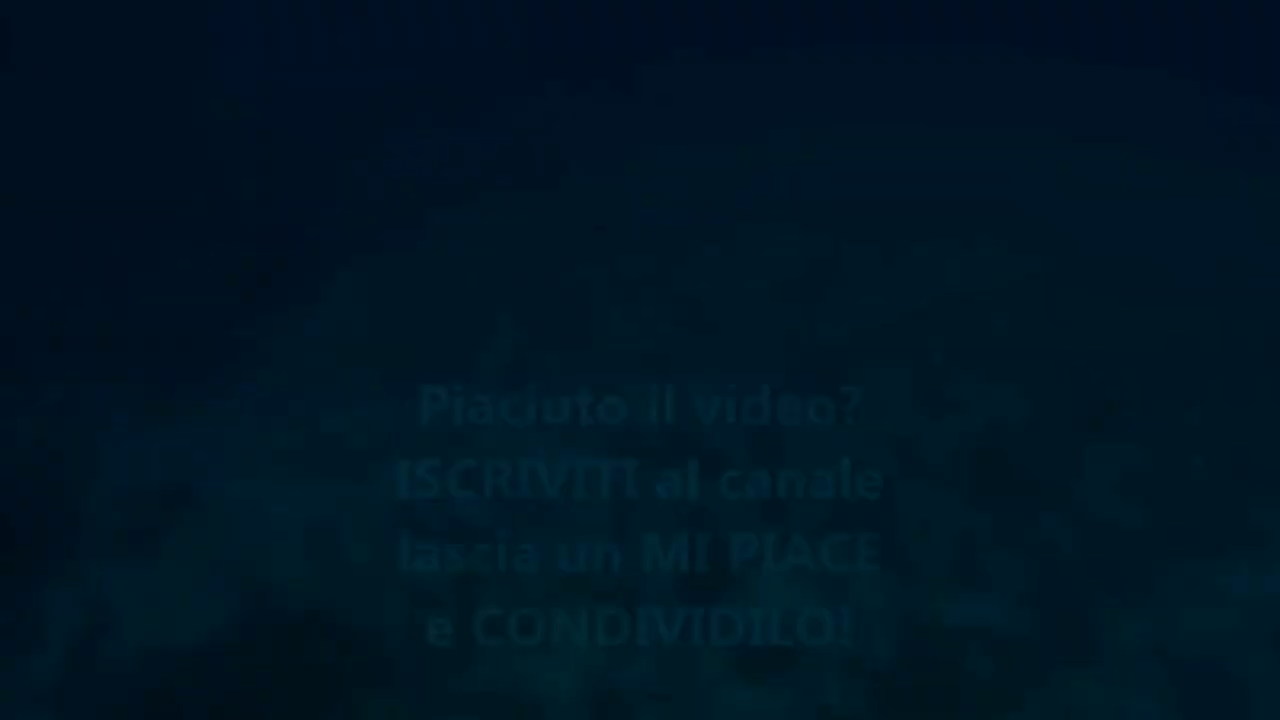 Piaciuto il video?
ISCRIVITI al canale
lascia un MI PIACE
e CONDIVIDILO!